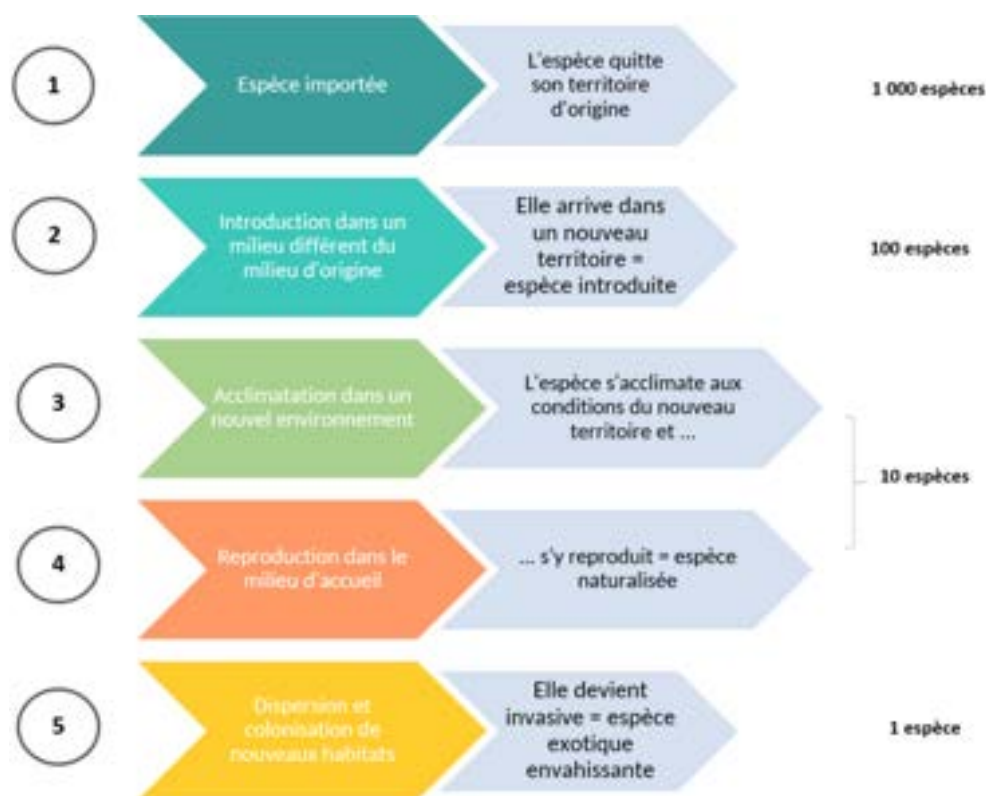 1
Espèce importée
L'espèce quitte
son territoire
d'origine
1 000 espèces
2
Introduction dans un
milieu différent du
milieu d'origine
Elle arrive dans
un nouveau
territoire =
espèce introduite
100 espèces
3
Acclimatation dans un
nouvel environnement
L'espèce s'acclimate aux
conditions du nouveau
territoire et ...
10 espèces
4
Reproduction dans le
milieu d'accueil
... s'y reproduit = espèce
naturalisée
5
Dispersion et
colonisation de
nouveaux habitats
Elle devient
invasive = espèce
exotique
envahissante
1 espèce